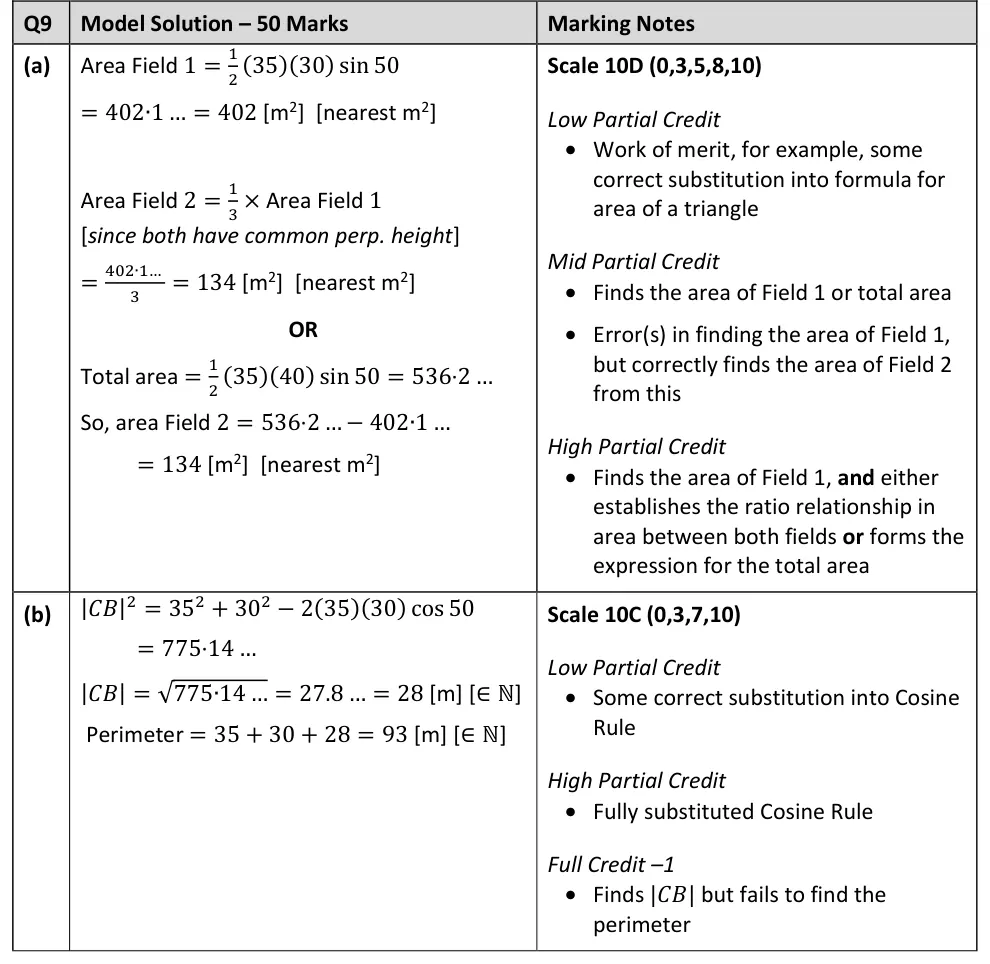 Q9 Model Solution – 50 Marks Marking Notes
(a) Area Field 1 = 1/2 (35)(30) sin 50
= 402·1 … = 402 [m²] [nearest m²]
Area Field 2 = 1/3 × Area Field 1
[since both have common perp. height]
= 402·1…/3 = 134 [m²] [nearest m²]
OR
Total area = 1/2 (35)(40) sin 50 = 536·2 …
So, area Field 2 = 536·2 … − 402·1 …
= 134 [m²] [nearest m²]
Scale 10D (0,3,5,8,10)
Low Partial Credit
• Work of merit, for example, some
correct substitution into formula for
area of a triangle
Mid Partial Credit
• Finds the area of Field 1 or total area
• Error(s) in finding the area of Field 1,
but correctly finds the area of Field 2
from this
High Partial Credit
• Finds the area of Field 1, and either
establishes the ratio relationship in
area between both fields or forms the
expression for the total area
(b) |CB|² = 35² + 30² − 2(35)(30) cos 50
= 775·14 …
|CB| = √775·14 … = 27.8 … = 28 [m] [∈ ℕ]
Perimeter = 35 + 30 + 28 = 93 [m] [∈ ℕ]
Scale 10C (0,3,7,10)
Low Partial Credit
• Some correct substitution into Cosine
Rule
High Partial Credit
• Fully substituted Cosine Rule
Full Credit –1
• Finds |CB| but fails to find the
perimeter